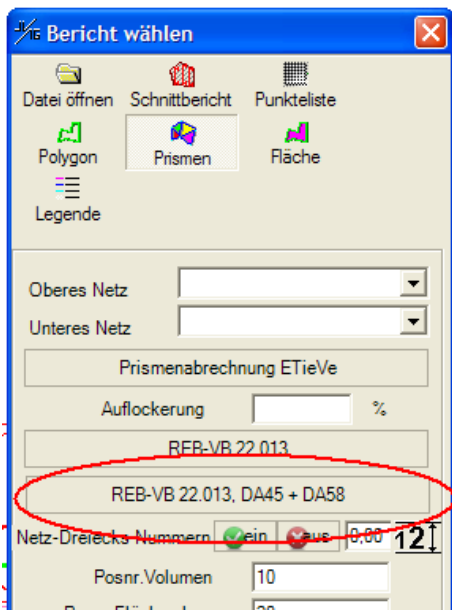 Bericht wählen
Datei öffnen Schnittbericht Punkteliste
Polygon Prismen Fläche
Legende
Oberes Netz
Unteres Netz
Prismenabrechnung ETieVe
Auflockerung %
REB-VB 22.013
REB-VB 22.013, DA45 + DA58
Netz-Dreiecks Nummern ein aus 0,00 12
Posnr.Volumen 10